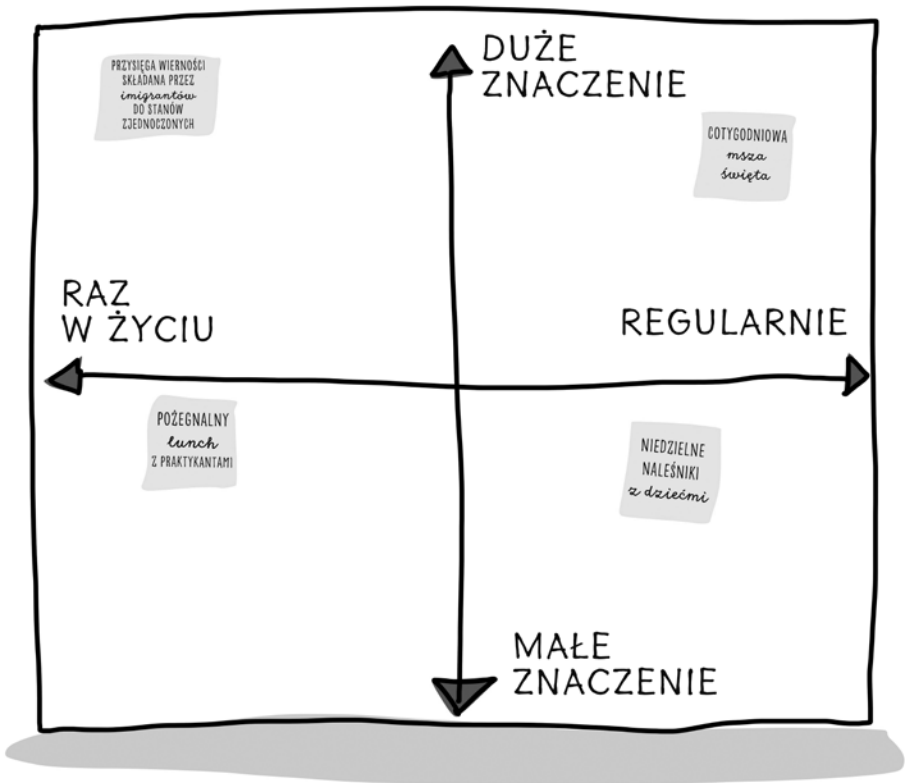 DUŻE
ZNACZENIE
PRZYSIĘGA WIERNOŚCI
SKŁADANA PRZEZ
imigrantów
DO STANÓW
ZJEDNOCZONYCH
COTYGODNIOWA
msza
święta
RAZ
W ŻYCIU
REGULARNIE
POŻEGNALNY
lunch
Z PRAKTYKANTAMI
NIEDZIELNE
NALEŚNIKI
z dziećmi
MAŁE
ZNACZENIE